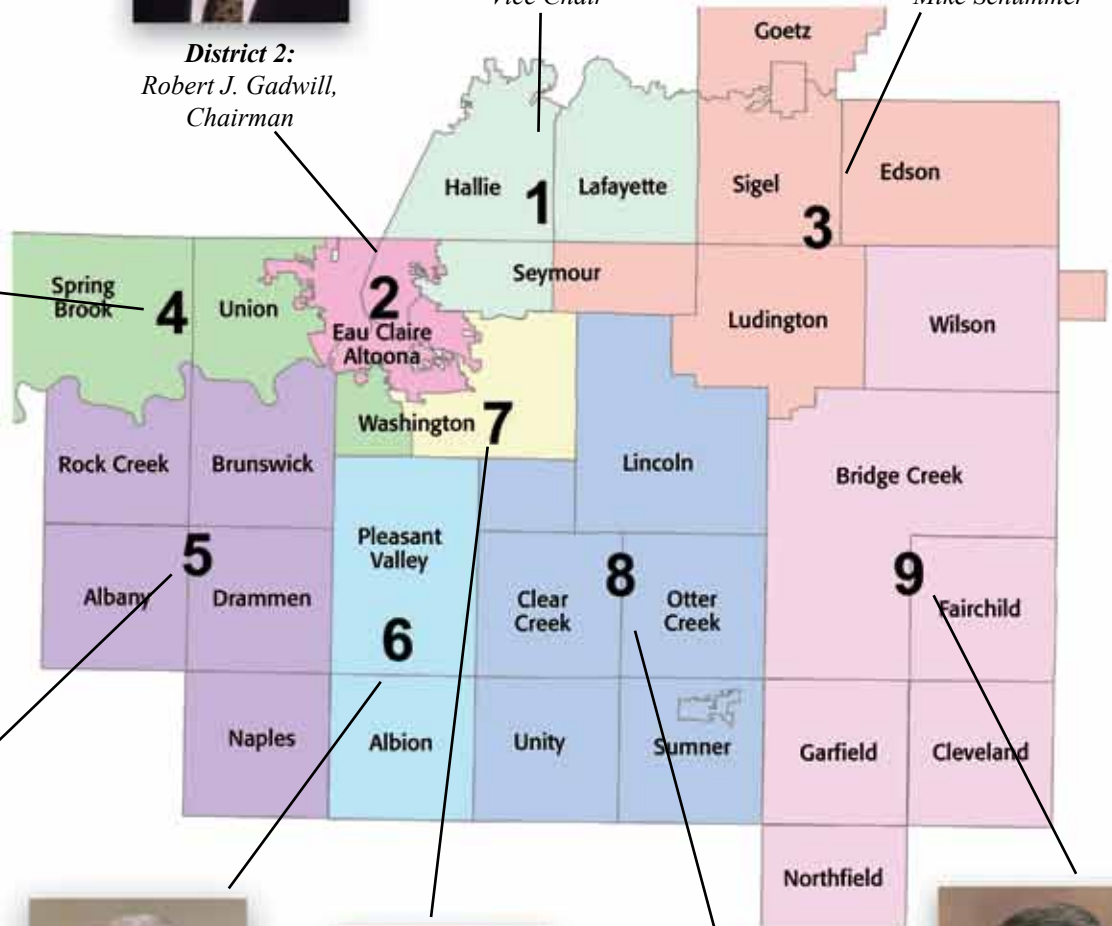 Vice Chair
Mike Schummer
District 2:
Robert J. Gadwill,
Chairman
Goetz
Hallie
1
Lafayette
Sigel
3
Edson
Spring
Brook
4
Union
2
Eau Claire
Altoona
Seymour
Ludington
Wilson
Washington
7
Rock Creek
Brunswick
Lincoln
Bridge Creek
Pleasant
Valley
5
8
9
Albany
Drammen
Clear
Creek
Otter
Creek
Fairchild
6
Naples
Albion
Unity
Sumner
Garfield
Cleveland
Northfield